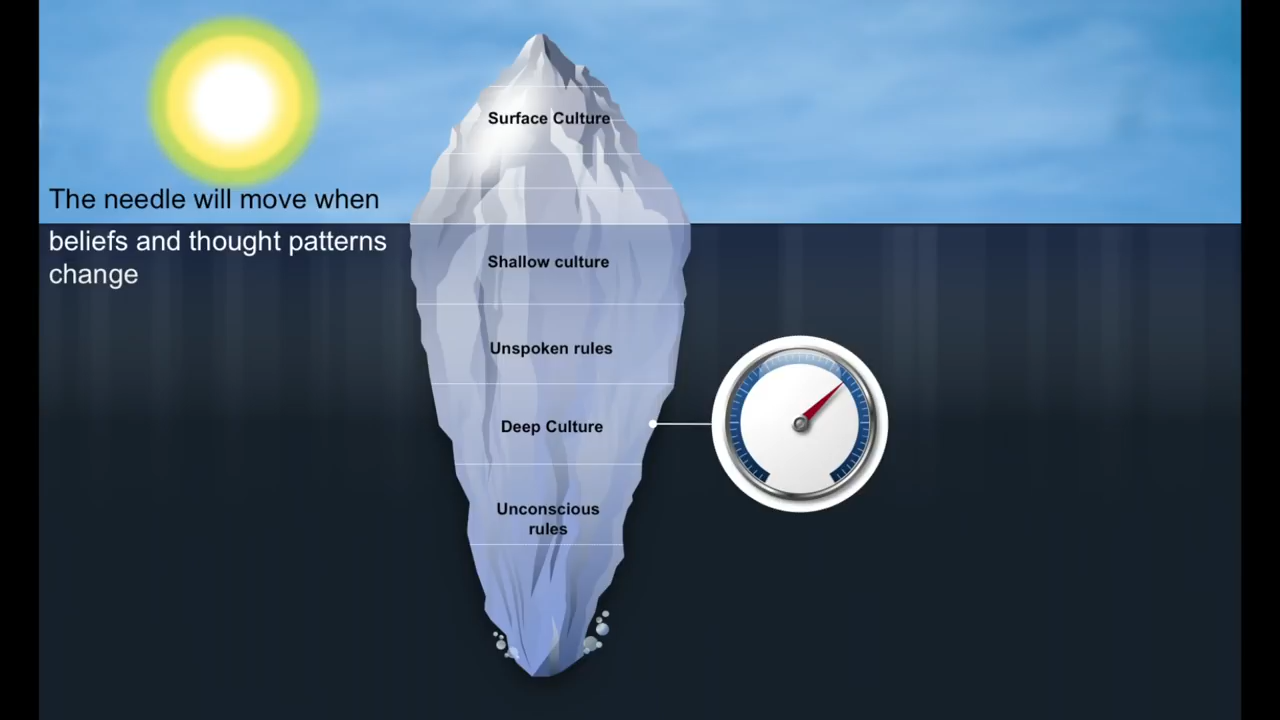 Surface Culture
The needle will move when
beliefs and thought patterns
change
Shallow culture
Unspoken rules
Deep Culture
Unconscious
rules